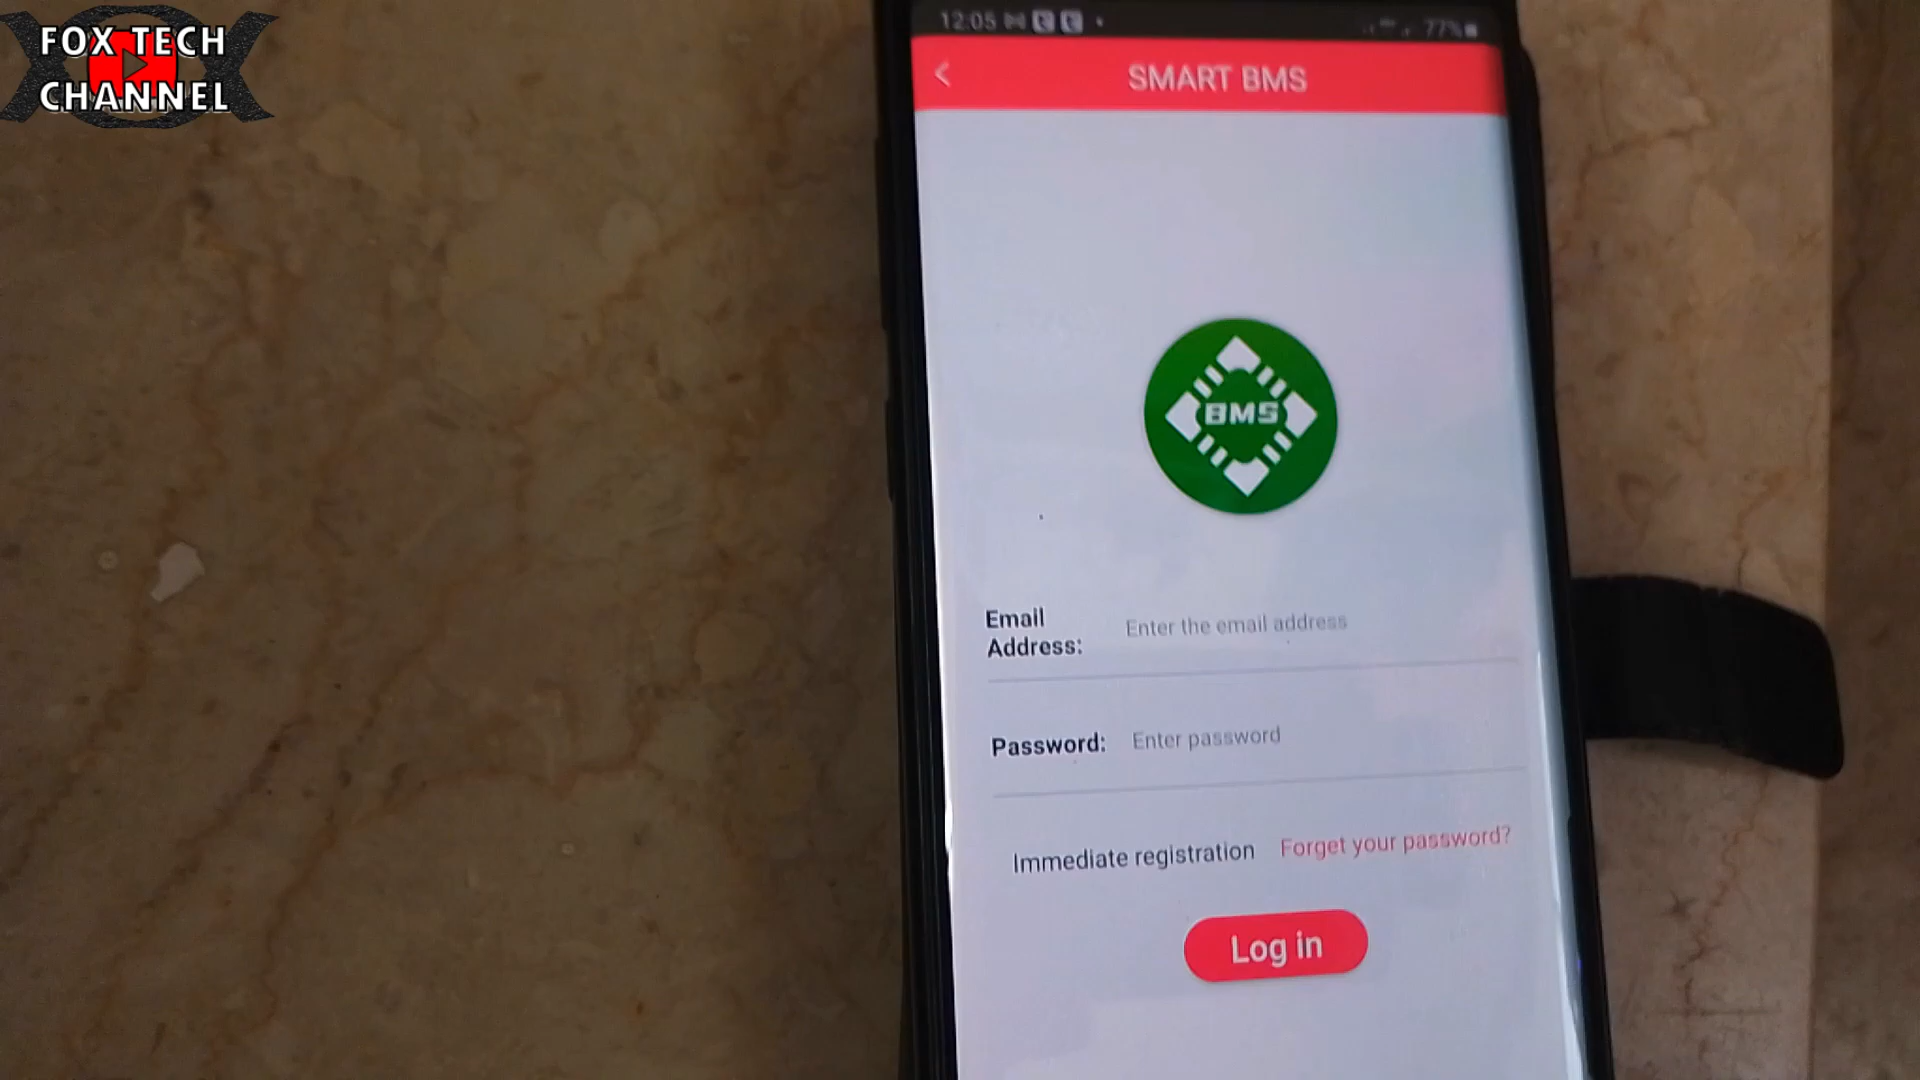 FOX TECH
CHANNEL
12:05
77%
SMART BMS
BMS
Email
Address:
Enter the email address
Password:
Enter password
Immediate registration
Forget your password?
Log in